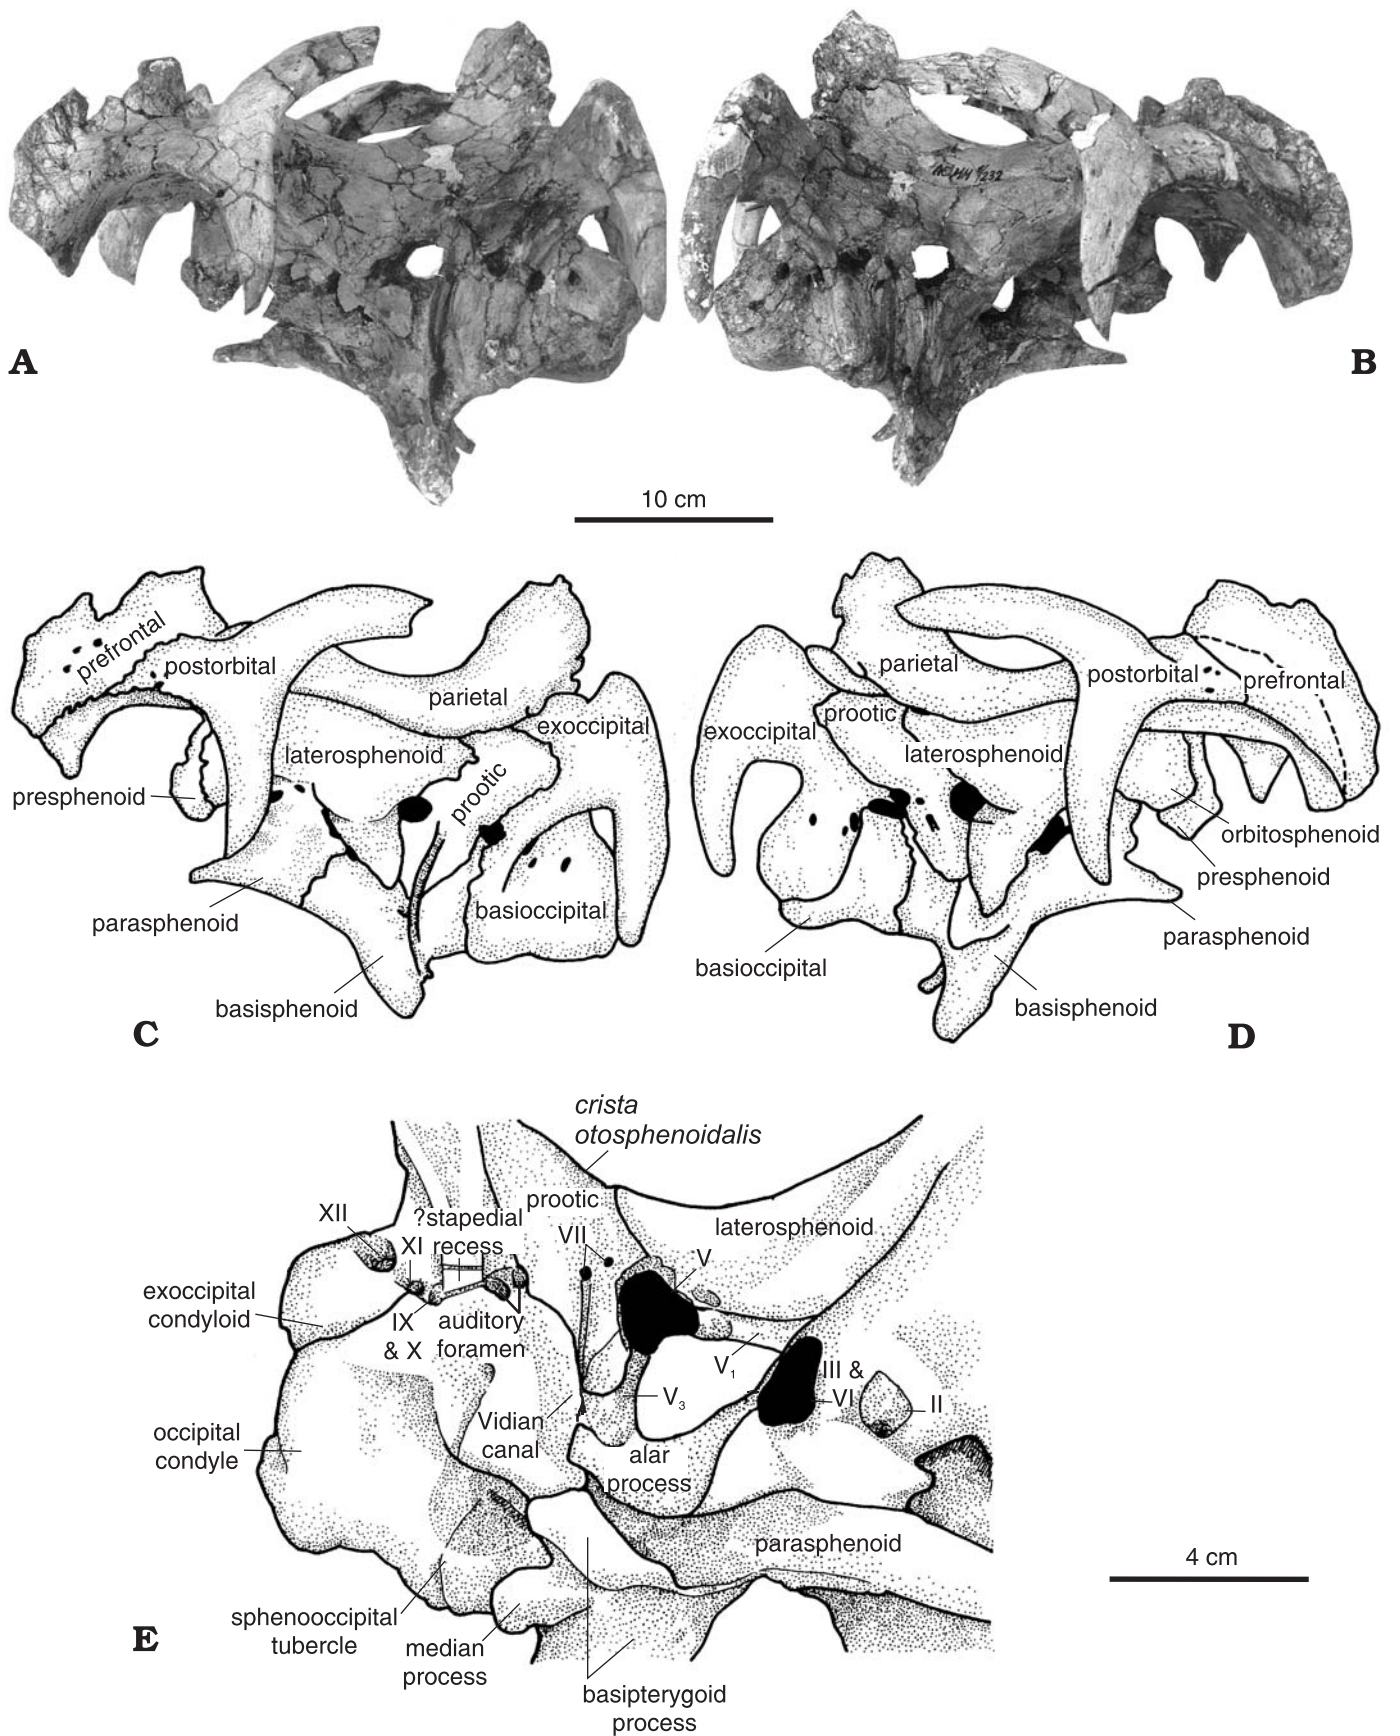 A
B
10 cm
prefrontal
postorbital
parietal
exoccipital
laterosphenoid
prootic
presphenoid
parasphenoid
basioccipital
basisphenoid
C
parietal
postorbital
prefrontal
exoccipital
prootic
laterosphenoid
orbitosphenoid
presphenoid
parasphenoid
basioccipital
basisphenoid
D
crista
otosphenoidalis
prootic
laterosphenoid
XII
?stapedial
recess
XI
VII
V
exoccipital
condyloid
IX
& X
auditory
foramen
V1
III &
VI
II
V3
Vidian
canal
occipital
condyle
alar
process
parasphenoid
4 cm
sphenooccipital
tubercle
median
process
basipterygoid
process
E